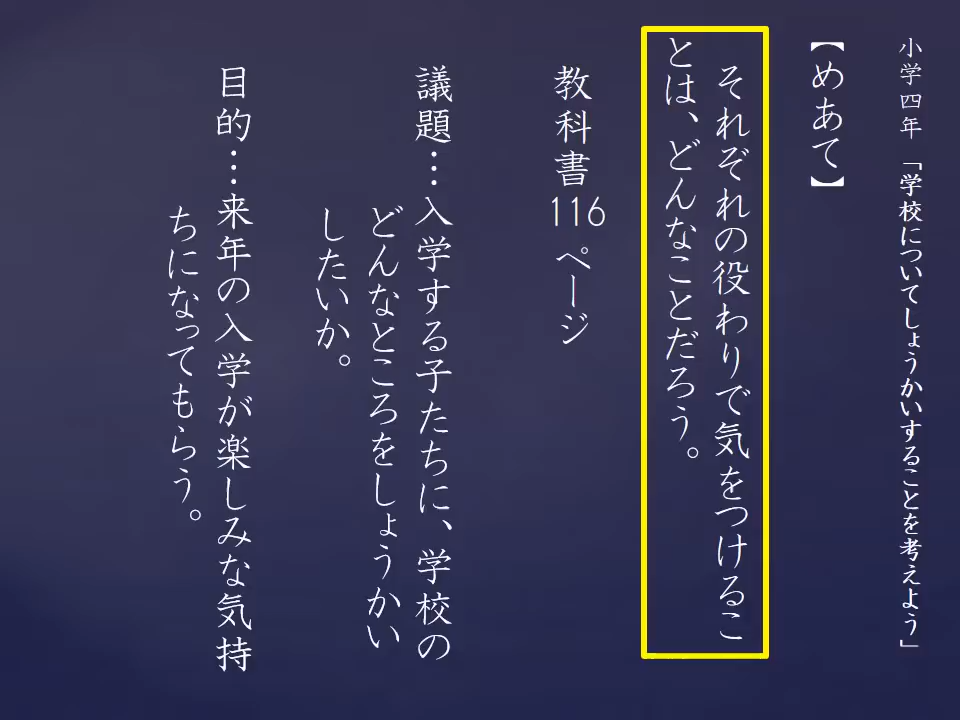 小学四年 「学校についてしょうかいすることを考えよう」
【めあて】
それぞれの役わりで気をつけるこ
とは、どんなことだろう。
教科書116ページ
議題…入学する子たちに、学校の
どんなところをしょうかい
したいか。
目的…来年の入学が楽しみな気持
ちになってもらう。